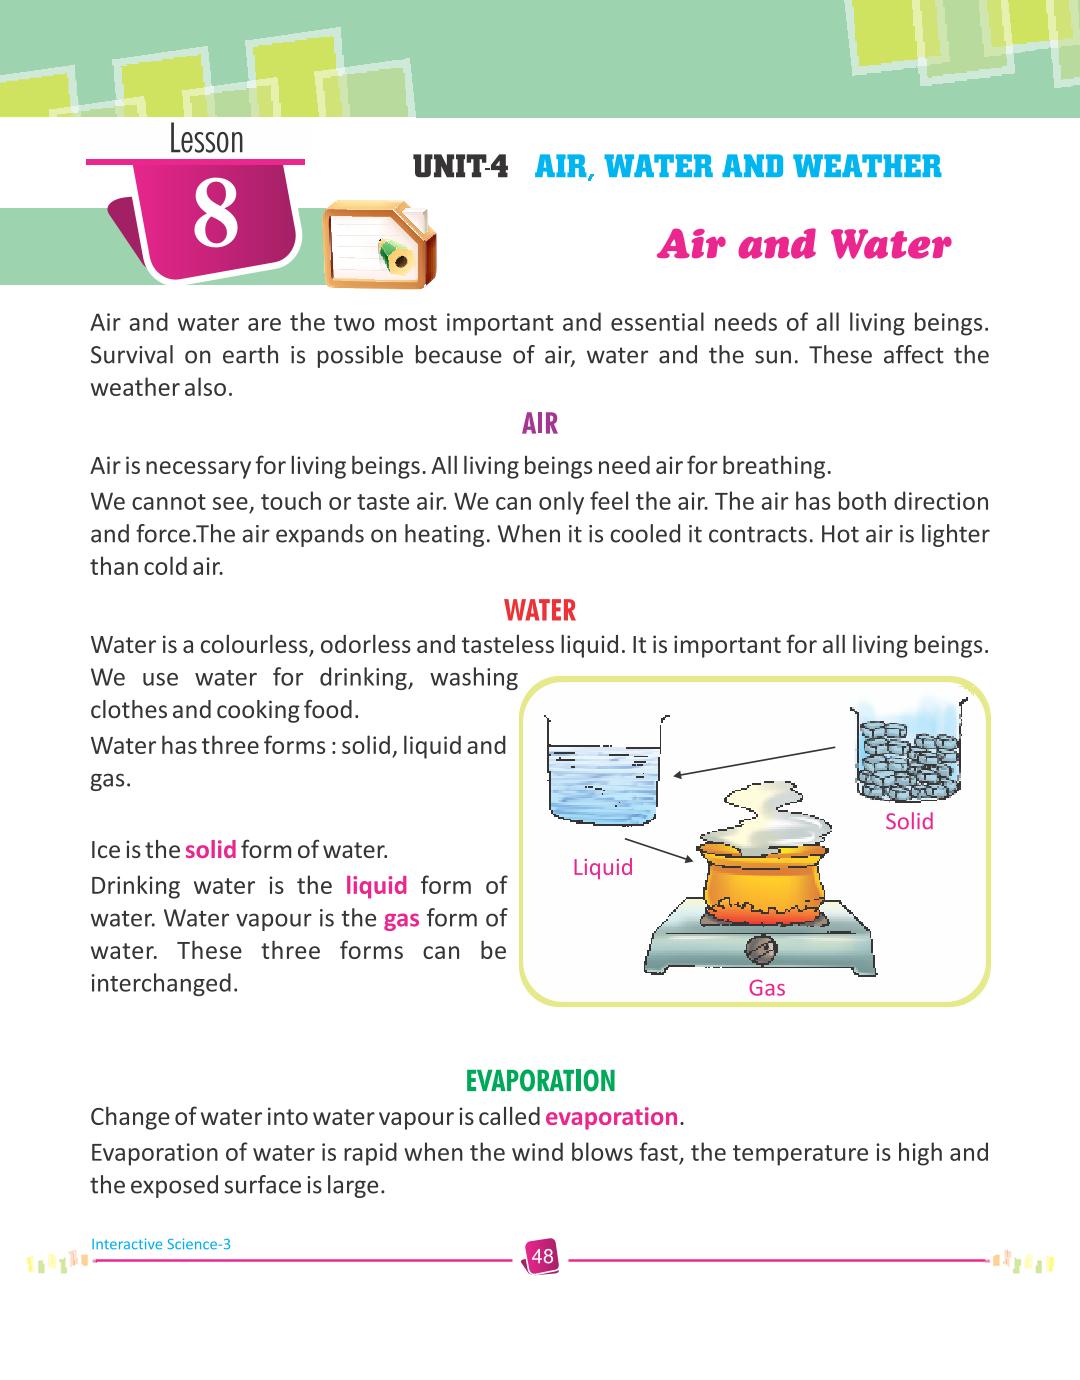 Lesson
8
UNIT-4 AIR, WATER AND WEATHER
Air and Water
Air and water are the two most important and essential needs of all living beings.
Survival on earth is possible because of air, water and the sun. These affect the
weather also.
AIR
Air is necessary for living beings. All living beings need air for breathing.
We cannot see, touch or taste air. We can only feel the air. The air has both direction
and force.The air expands on heating. When it is cooled it contracts. Hot air is lighter
than cold air.
WATER
Water is a colourless, odorless and tasteless liquid. It is important for all living beings.
We use water for drinking, washing
clothes and cooking food.
Water has three forms : solid, liquid and
gas.
Ice is the solid form of water.
Drinking water is the liquid form of
water. Water vapour is the gas form of
water. These three forms can be
interchanged.
Solid
Liquid
Gas
EVAPORATION
Change of water into water vapour is called evaporation.
Evaporation of water is rapid when the wind blows fast, the temperature is high and
the exposed surface is large.
Interactive Science-3
48